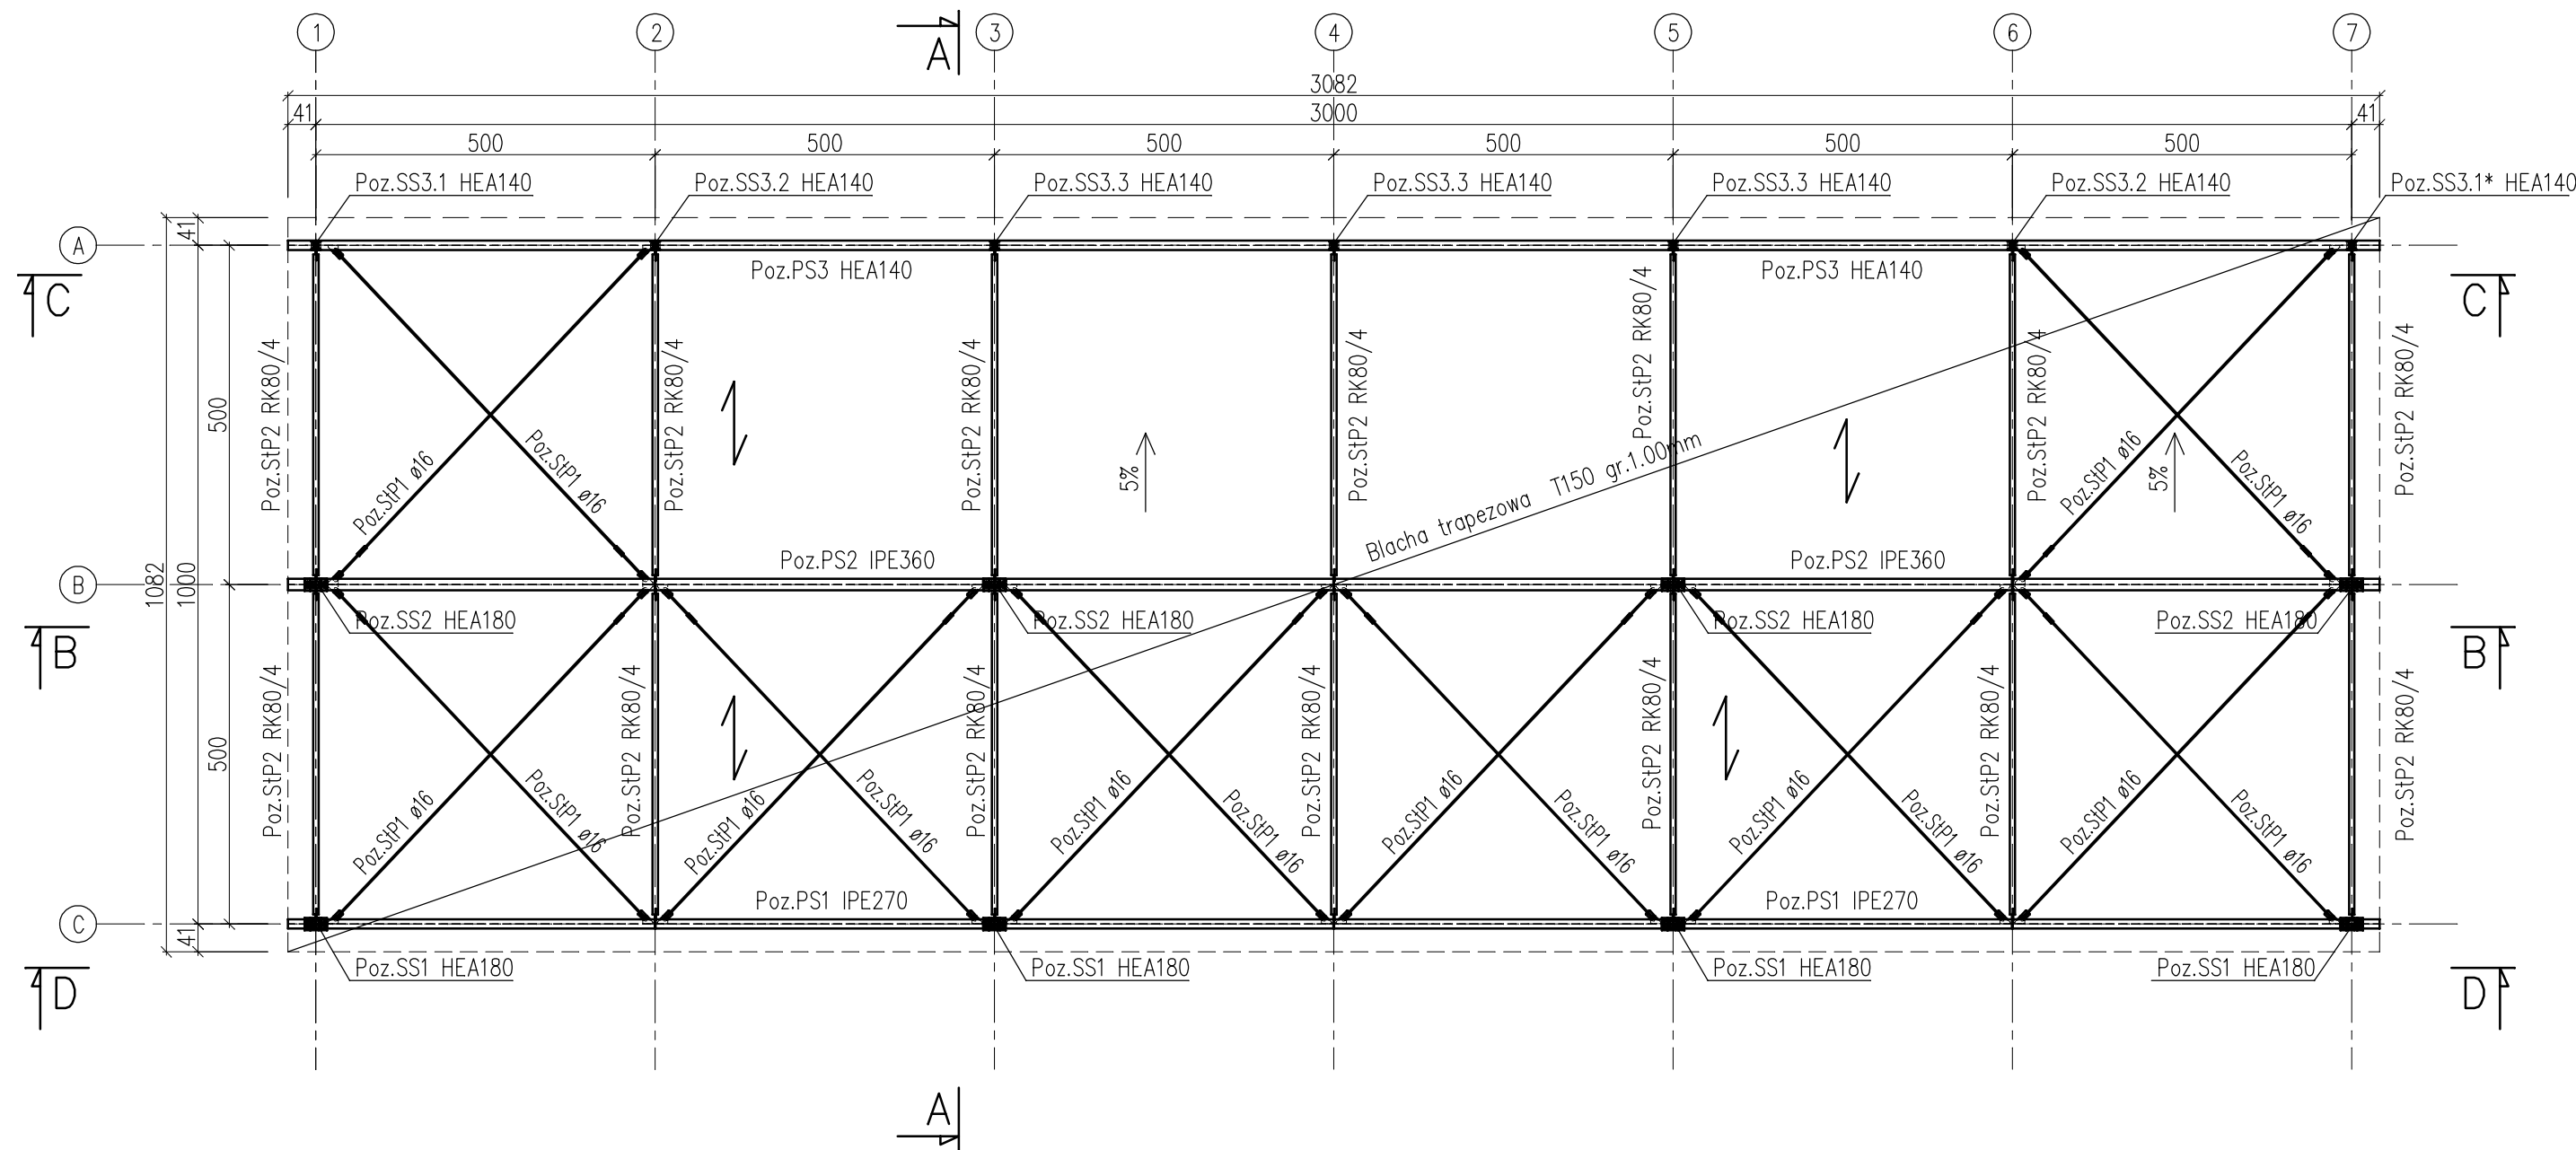 1 2 3 4 5 6 7
A
3082
41 3000 41
500 500 500 500 500 500
Poz.SS3.1 HEA140
Poz.SS3.2 HEA140
Poz.SS3.3 HEA140
Poz.SS3.3 HEA140
Poz.SS3.3 HEA140
Poz.SS3.2 HEA140
Poz.SS3.1* HEA140
41
A
Poz.PS3 HEA140
Poz.PS3 HEA140
C
C
Poz.StP2 RK80/4
Poz.StP2 RK80/4
Poz.StP2 RK80/4
Poz.StP2 RK80/4
Poz.StP2 RK80/4
Poz.StP2 RK80/4
Poz.StP2 RK80/4
500
Poz.StP1 ø16
Poz.StP1 ø16
5%
Blacha trapezowa T150 gr.1.00mm
Poz.StP1 ø16
5%
Poz.StP1 ø16
1082
1000
B
Poz.PS2 IPE360
Poz.PS2 IPE360
Poz.SS2 HEA180
Poz.SS2 HEA180
Poz.SS2 HEA180
Poz.SS2 HEA180
B
B
Poz.StP2 RK80/4
Poz.StP2 RK80/4
Poz.StP2 RK80/4
Poz.StP2 RK80/4
Poz.StP2 RK80/4
Poz.StP2 RK80/4
Poz.StP2 RK80/4
500
Poz.StP1 ø16
Poz.StP1 ø16
Poz.StP1 ø16
Poz.StP1 ø16
Poz.StP1 ø16
Poz.StP1 ø16
Poz.StP1 ø16
Poz.StP1 ø16
Poz.StP1 ø16
Poz.StP1 ø16
Poz.StP1 ø16
Poz.StP1 ø16
Poz.PS1 IPE270
Poz.PS1 IPE270
C
41
Poz.SS1 HEA180
Poz.SS1 HEA180
Poz.SS1 HEA180
Poz.SS1 HEA180
D
D
A